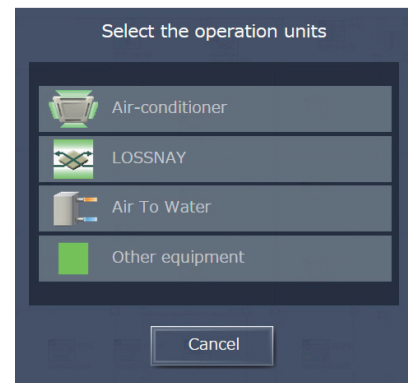 Select the operation units
Air-conditioner
LOSSNAY
Air To Water
Other equipment
Cancel